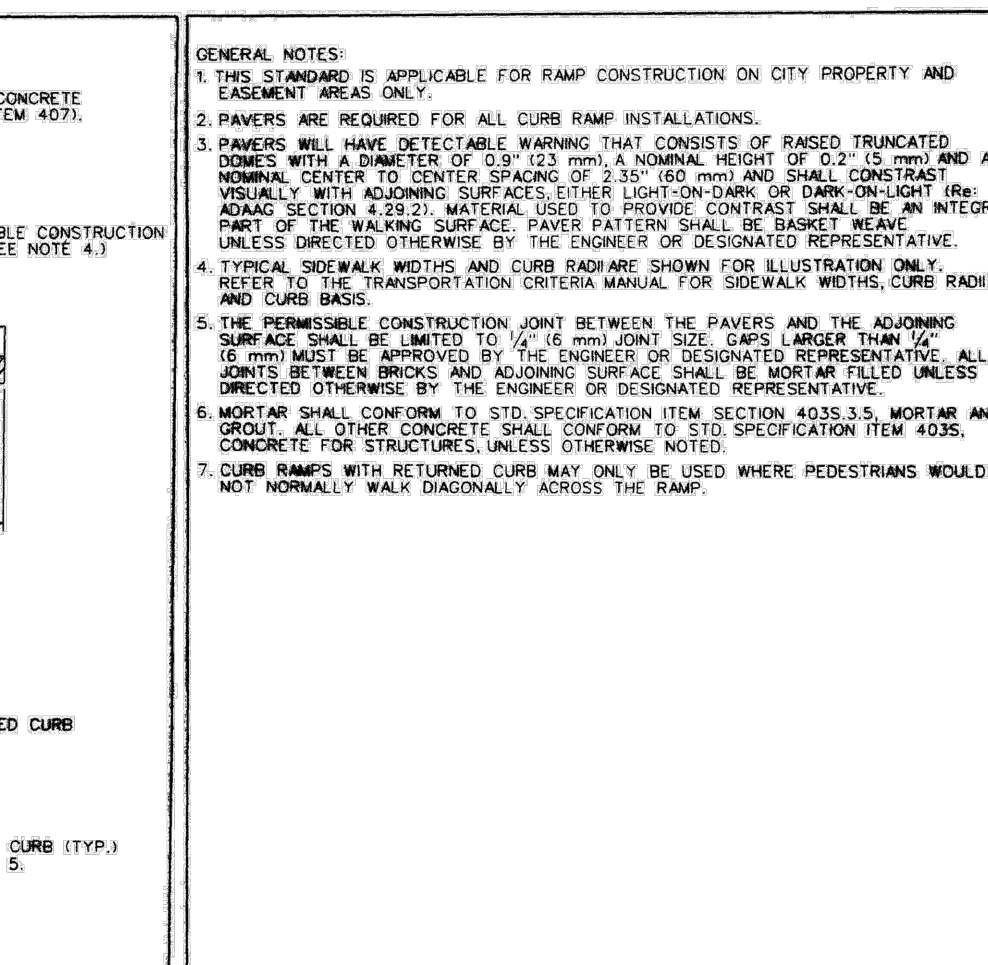 CONCRETE
EM 407).
BLE CONSTRUCTION
EE NOTE 4.)
ED CURB
CURB (TYP.)
5.
GENERAL NOTES:
1. THIS STANDARD IS APPLICABLE FOR RAMP CONSTRUCTION ON CITY PROPERTY AND
EASEMENT AREAS ONLY.
2. PAVERS ARE REQUIRED FOR ALL CURB RAMP INSTALLATIONS.
3. PAVERS WILL HAVE DETECTABLE WARNING THAT CONSISTS OF RAISED TRUNCATED
DOMES WITH A DIAMETER OF 0.9" (23 mm), A NOMINAL HEIGHT OF 0.2" (5 mm) AND A
NOMINAL CENTER TO CENTER SPACING OF 2.35" (60 mm) AND SHALL CONSTRAST
VISUALLY WITH ADJOINING SURFACES, EITHER LIGHT-ON-DARK OR DARK-ON-LIGHT (Re:
ADAAG SECTION 4.29.2). MATERIAL USED TO PROVIDE CONTRAST SHALL BE AN INTEGR
PART OF THE WALKING SURFACE. PAVER PATTERN SHALL BE BASKET WEAVE
UNLESS DIRECTED OTHERWISE BY THE ENGINEER OR DESIGNATED REPRESENTATIVE.
4. TYPICAL SIDEWALK WIDTHS AND CURB RADII ARE SHOWN FOR ILLUSTRATION ONLY.
REFER TO THE TRANSPORTATION CRITERIA MANUAL FOR SIDEWALK WIDTHS, CURB RADII
AND CURB BASIS.
5. THE PERMISSIBLE CONSTRUCTION JOINT BETWEEN THE PAVERS AND THE ADJOINING
SURFACE SHALL BE LIMITED TO 1/4" (6 mm) JOINT SIZE. GAPS LARGER THAN 1/4"
(6 mm) MUST BE APPROVED BY THE ENGINEER OR DESIGNATED REPRESENTATIVE. ALL
JOINTS BETWEEN BRICKS AND ADJOINING SURFACE SHALL BE MORTAR FILLED UNLESS
DIRECTED OTHERWISE BY THE ENGINEER OR DESIGNATED REPRESENTATIVE.
6. MORTAR SHALL CONFORM TO STD. SPECIFICATION ITEM SECTION 403S.3.5, MORTAR AN
GROUT. ALL OTHER CONCRETE SHALL CONFORM TO STD. SPECIFICATION ITEM 403S,
CONCRETE FOR STRUCTURES, UNLESS OTHERWISE NOTED.
7. CURB RAMPS WITH RETURNED CURB MAY ONLY BE USED WHERE PEDESTRIANS WOULD
NOT NORMALLY WALK DIAGONALLY ACROSS THE RAMP.